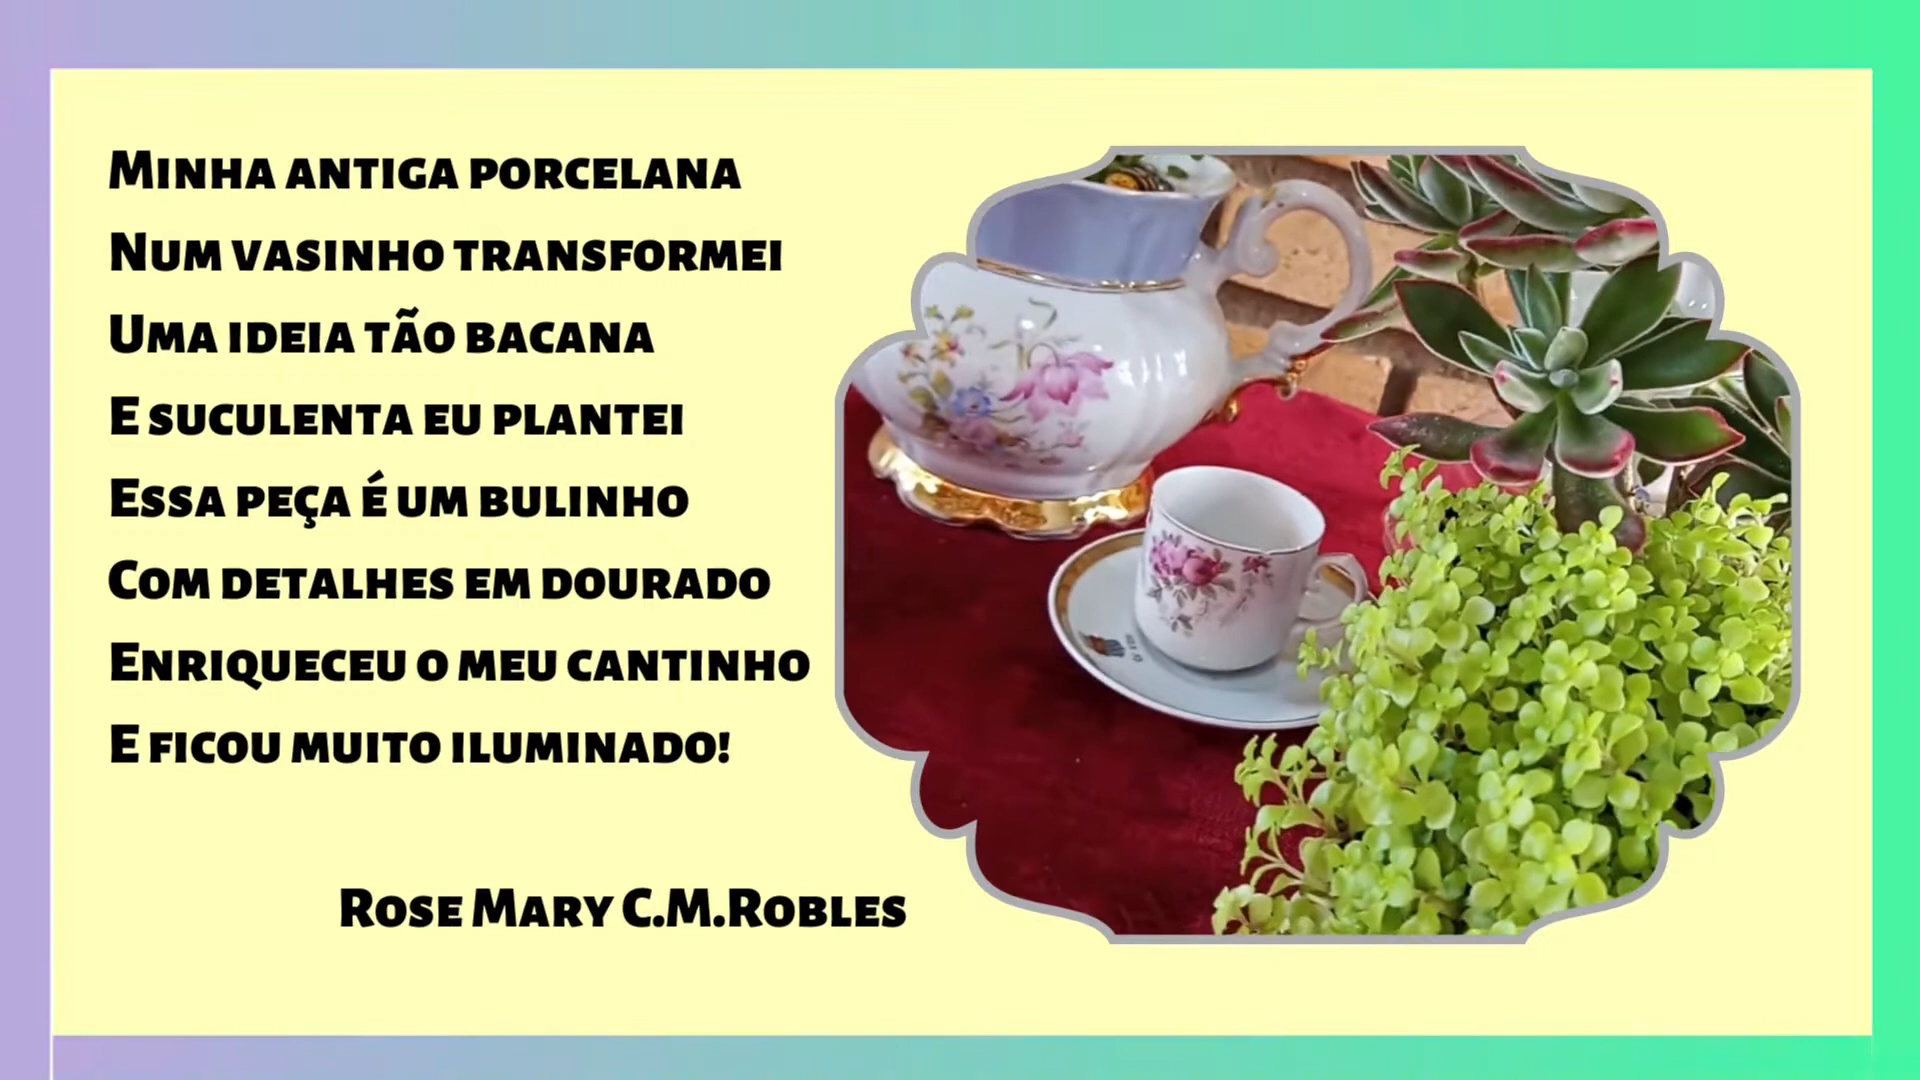 Minha antiga porcelana
Num vasinho transformei
Uma ideia tão bacana
E suculenta eu plantei
Essa peça é um bulinho
Com detalhes em dourado
Enriqueceu o meu cantinho
E ficou muito iluminado!
Rose Mary C.M.Robles